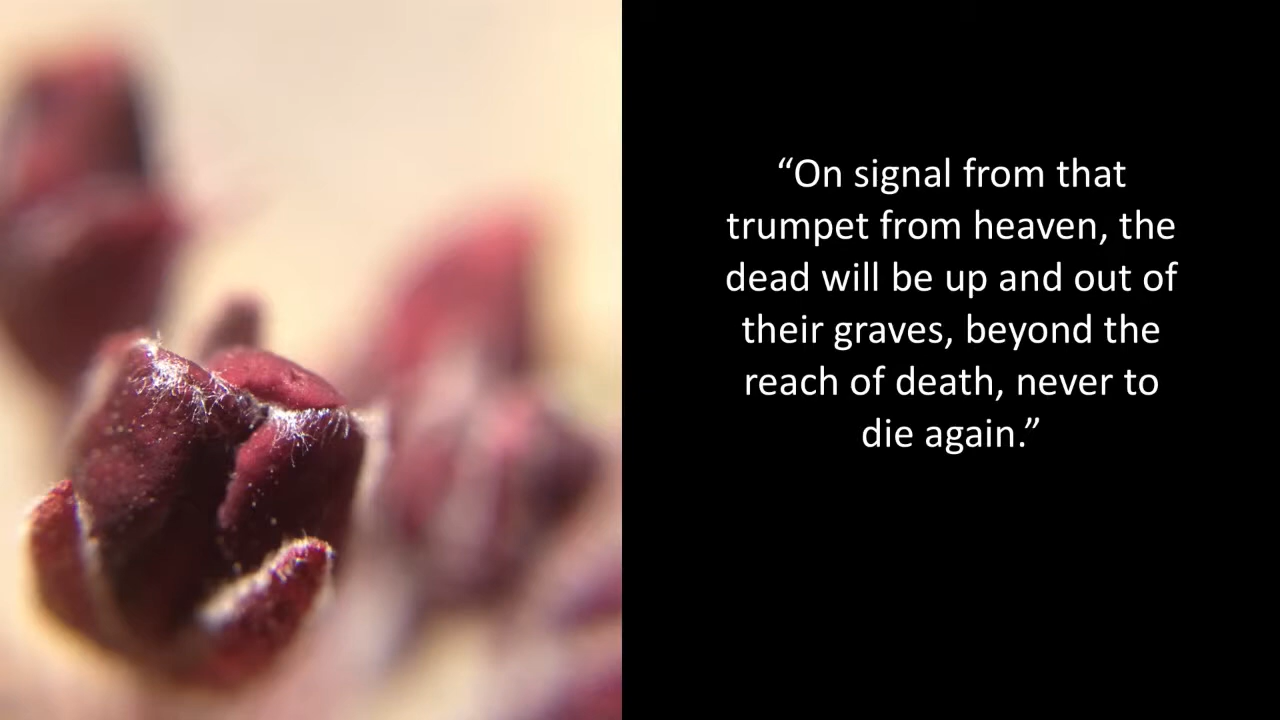 “On signal from that
trumpet from heaven, the
dead will be up and out of
their graves, beyond the
reach of death, never to
die again.”